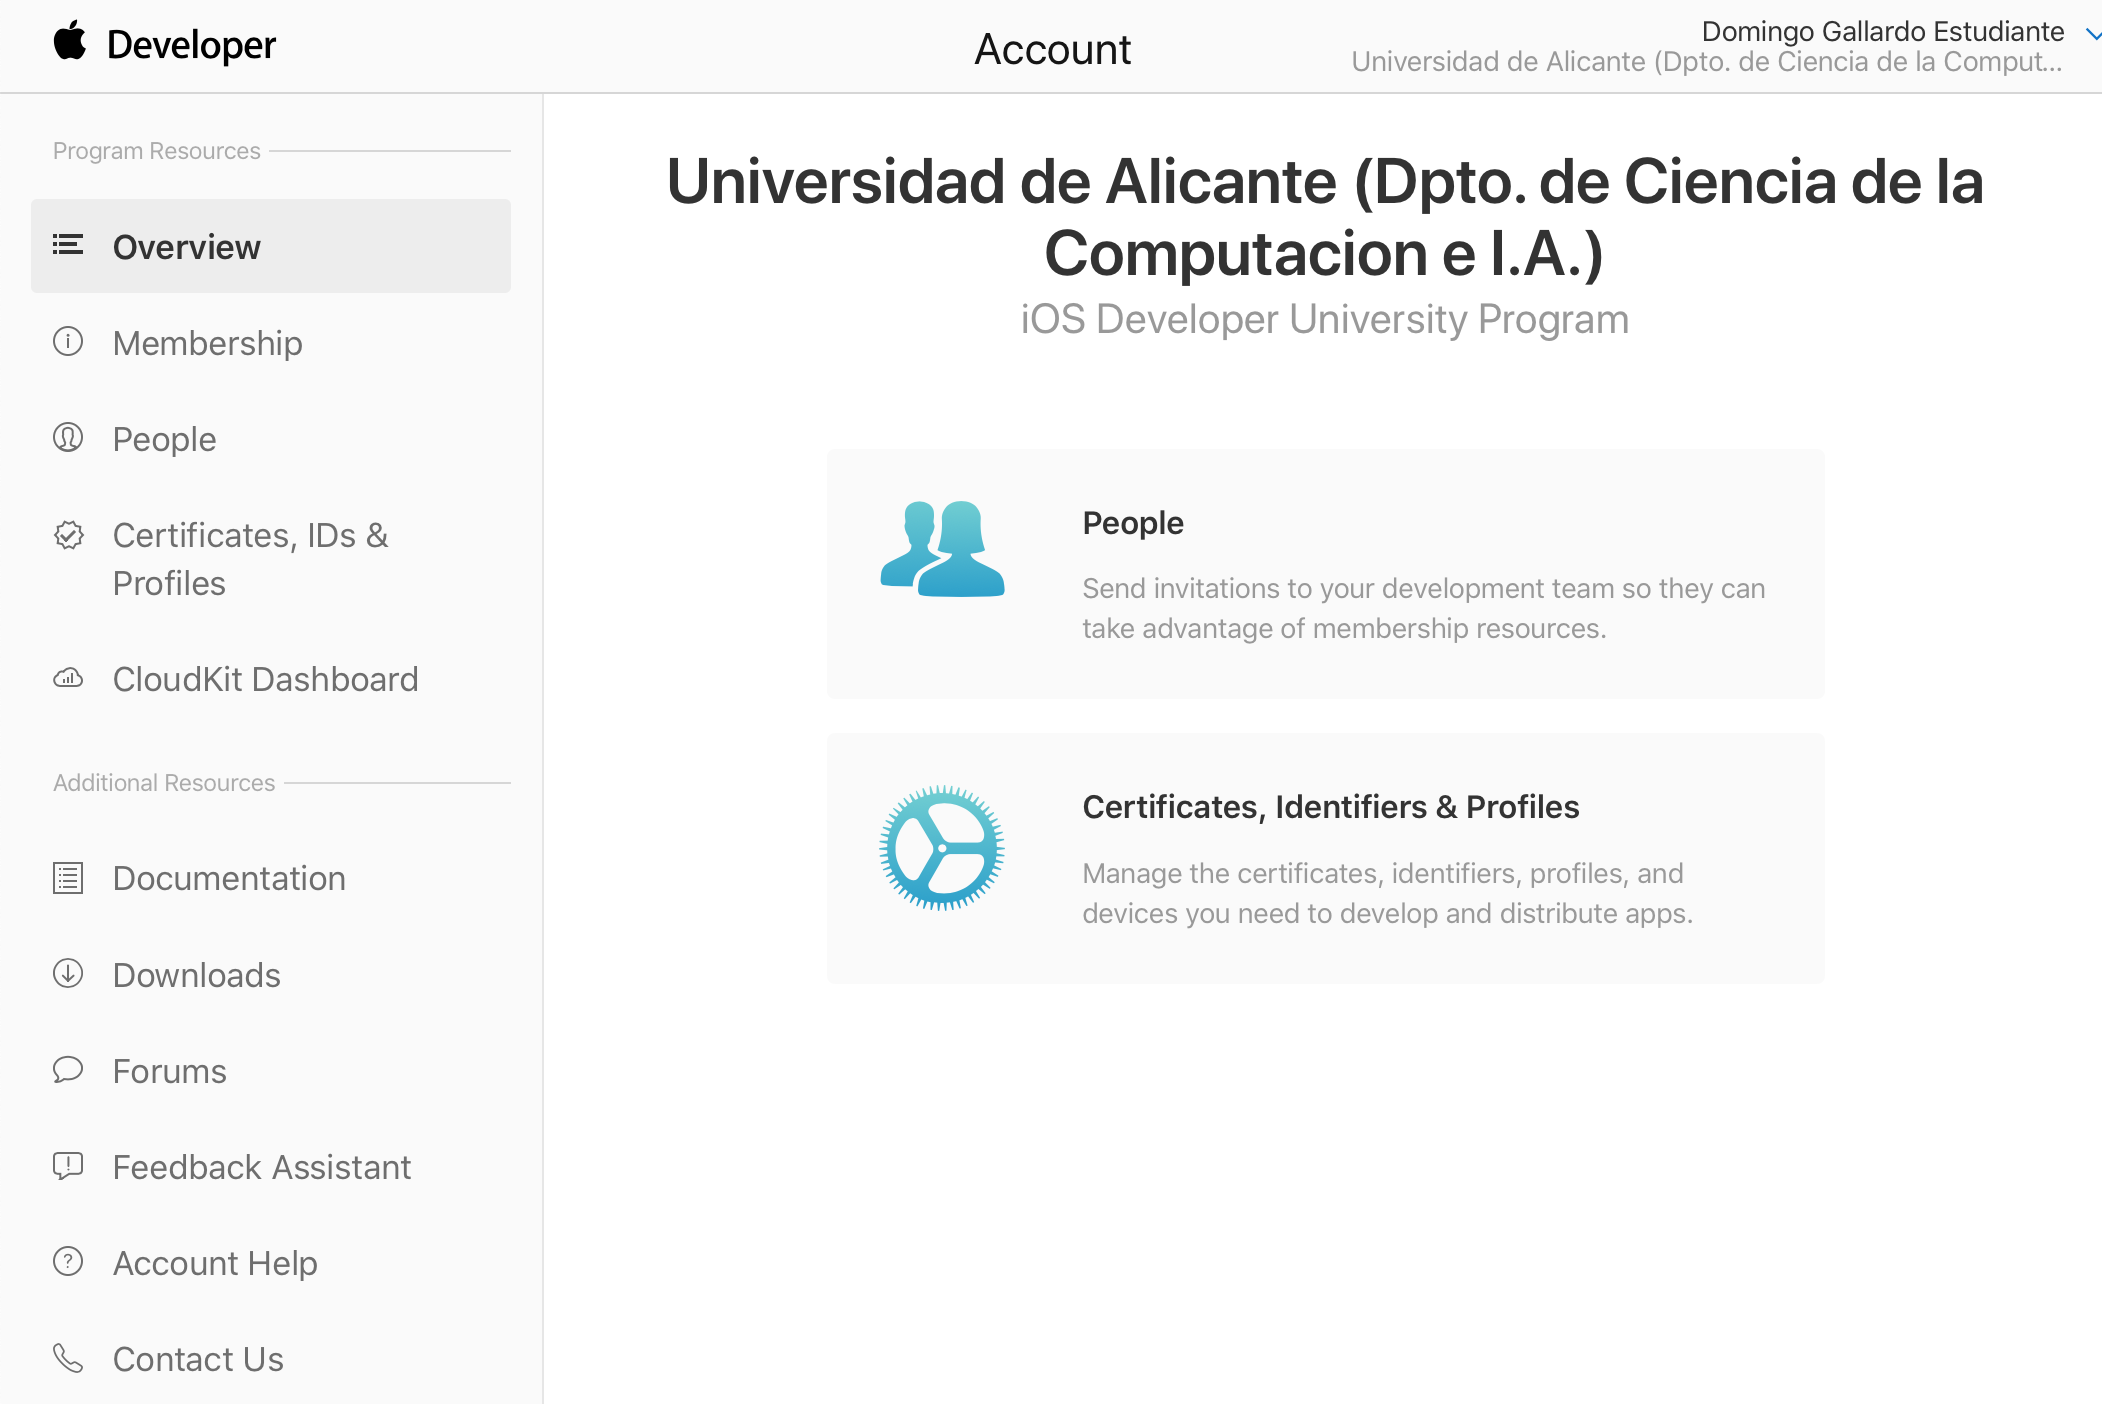 Developer
Account
Domingo Gallardo Estudiante
Universidad de Alicante (Dpto. de Ciencia de la Comput...
Program Resources
Overview
Membership
People
Certificates, IDs &
Profiles
CloudKit Dashboard
Additional Resources
Documentation
Downloads
Forums
Feedback Assistant
Account Help
Contact Us
Universidad de Alicante (Dpto. de Ciencia de la
Computacion e I.A.)
iOS Developer University Program
People
Send invitations to your development team so they can
take advantage of membership resources.
Certificates, Identifiers & Profiles
Manage the certificates, identifiers, profiles, and
devices you need to develop and distribute apps.